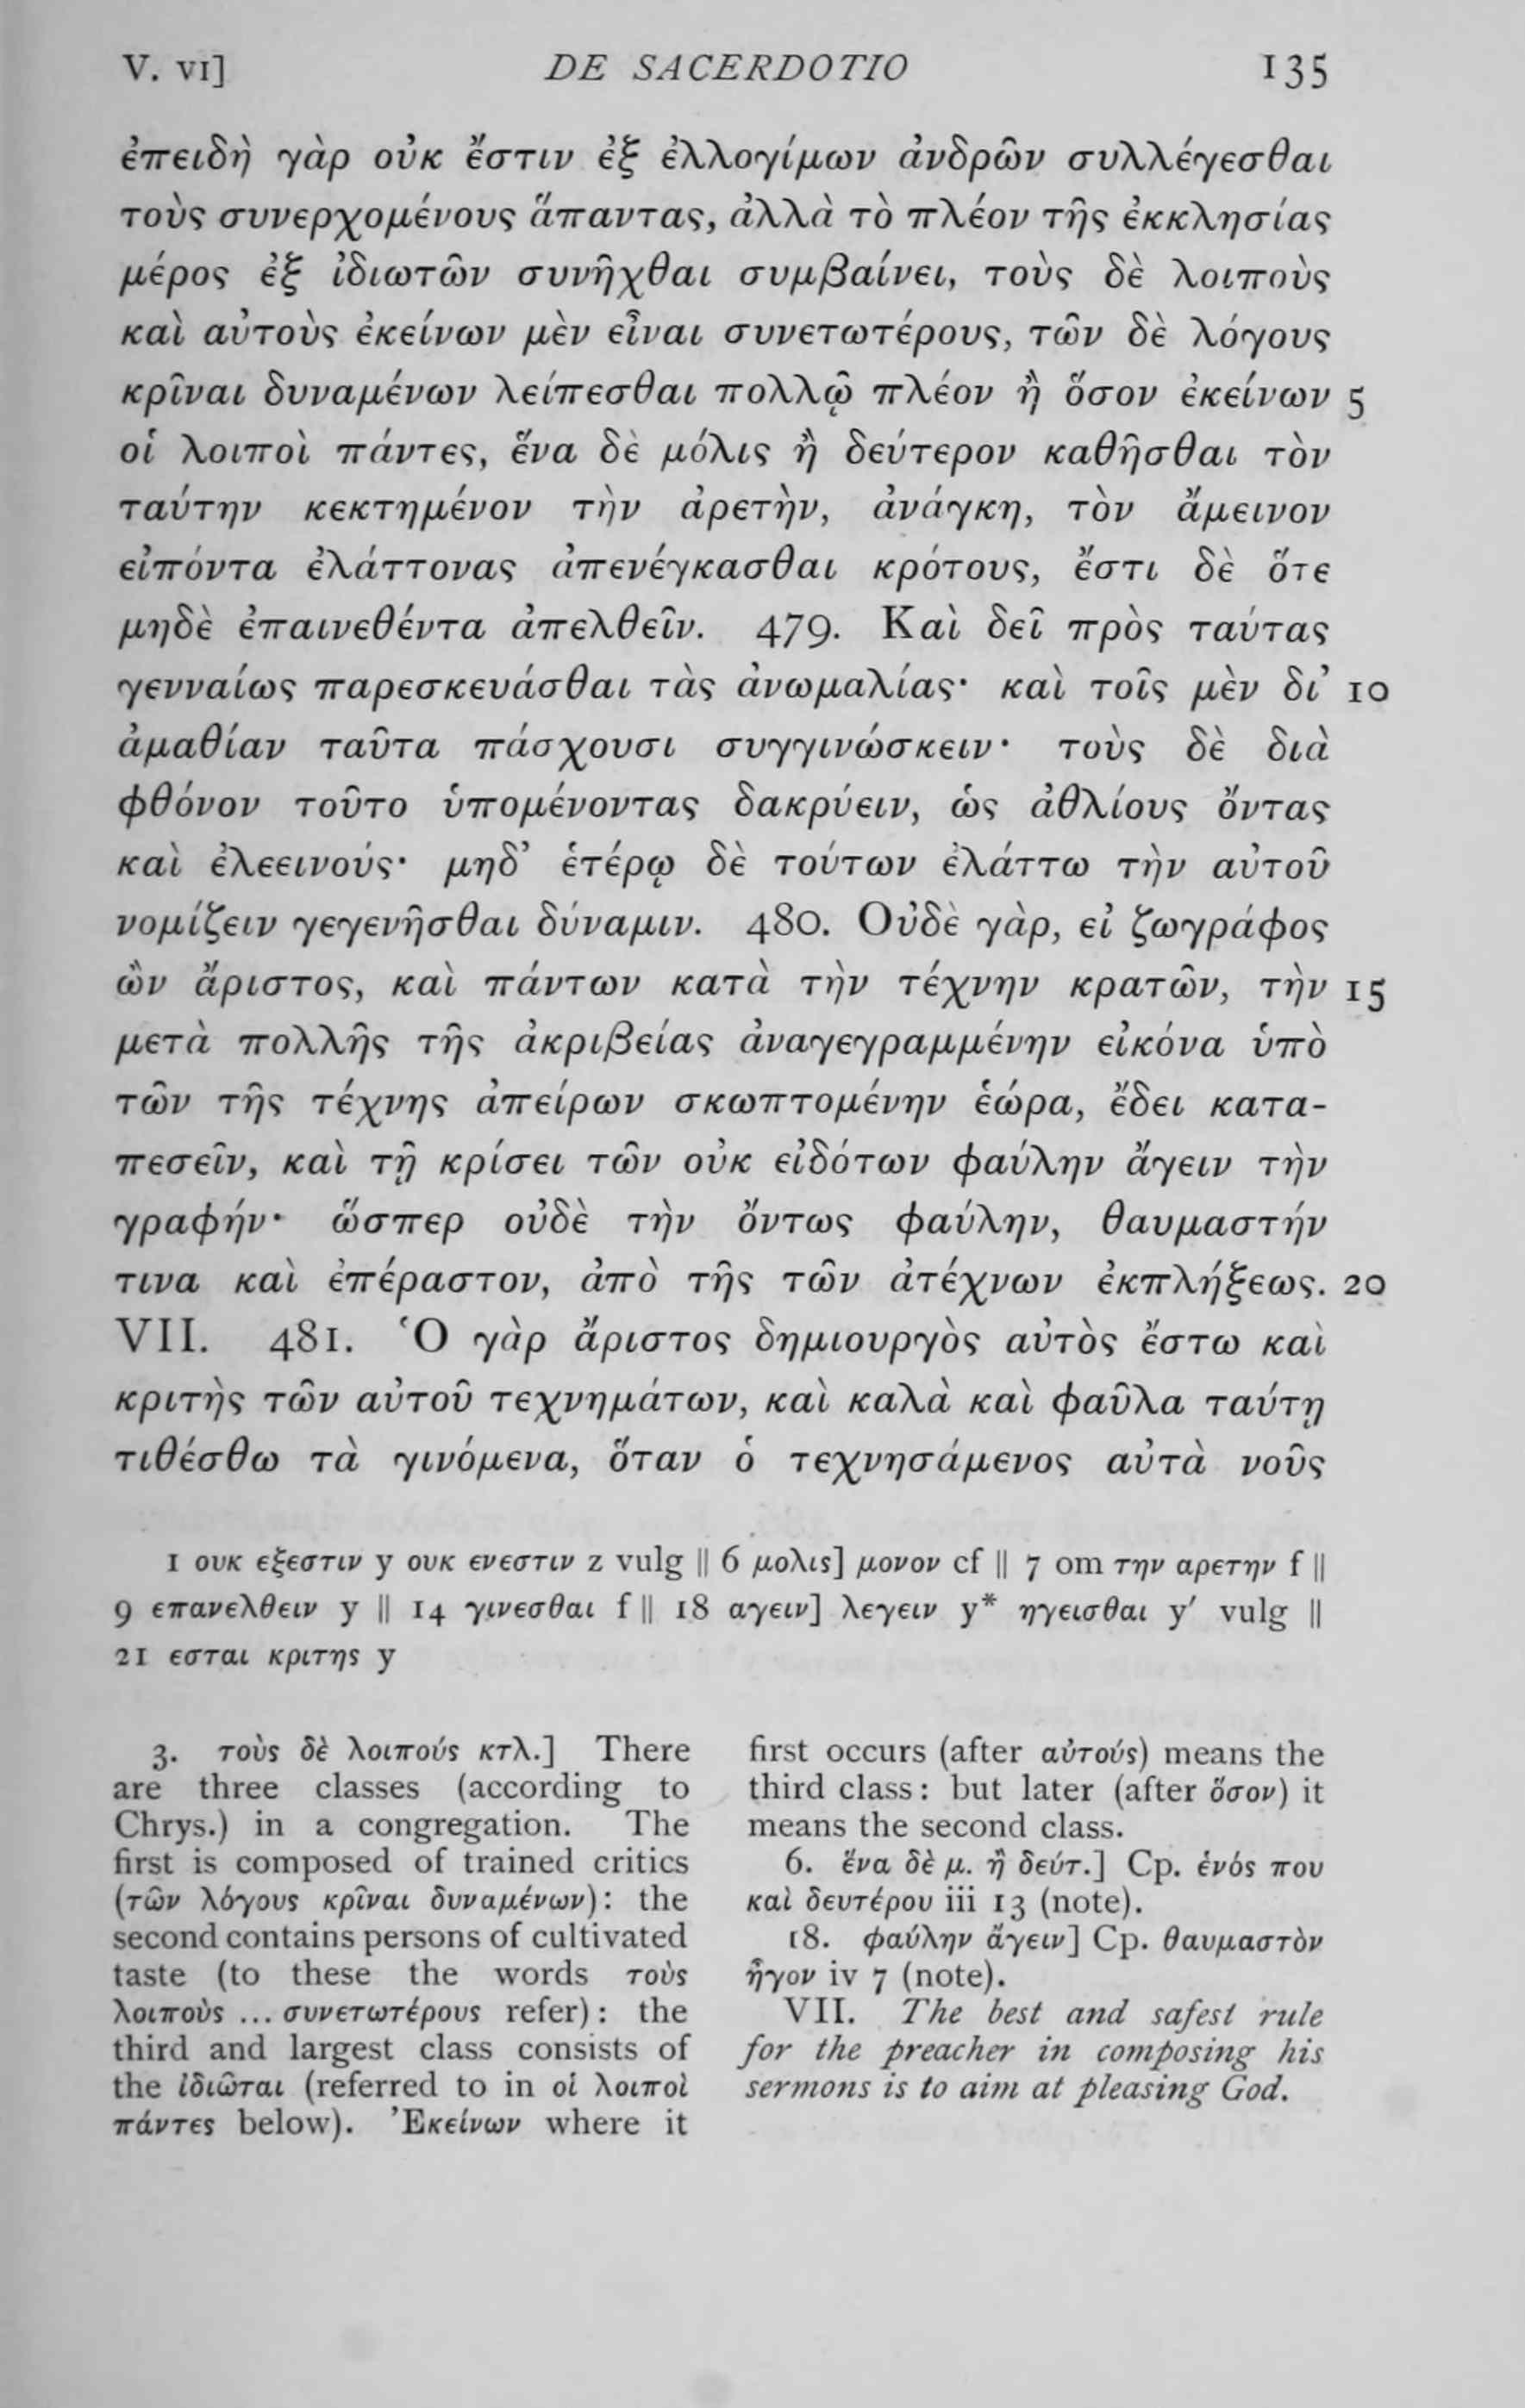 V. VI] DE SACERDOTIO 135
ἐπειδὴ γὰρ οὐκ ἔστιν ἐξ ἐλλογίμων ἀνδρῶν συλλέγεσθαι
τοὺς συνερχομένους ἅπαντας, ἀλλὰ τὸ πλέον τῆς ἐκκλησίας
μέρος ἐξ ἰδιωτῶν συνῆχθαι συμβαίνει, τοὺς δὲ λοιποὺς
καὶ αὐτοὺς ἐκείνων μὲν εἶναι συνετωτέρους, τῶν δὲ λόγους
κρῖναι δυναμένων λείπεσθαι πολλῷ πλέον ἢ ὅσον ἐκείνων 5
οἱ λοιποὶ πάντες, ἕνα δὲ μόλις ἢ δεύτερον καθῆσθαι τὸν
ταύτην κεκτημένον τὴν ἀρετὴν, ἀνάγκη, τὸν ἄμεινον
εἰπόντα ἐλάττονας ἀπενέγκασθαι κρότους, ἔστι δὲ ὅτε
μηδὲ ἐπαινεθέντα ἀπελθεῖν. 479. Καὶ δεῖ πρὸς ταύτας
γενναίως παρεσκευάσθαι τὰς ἀνωμαλίας· καὶ τοῖς μὲν δι’ 10
ἀμαθίαν ταῦτα πάσχουσι συγγινώσκειν· τοὺς δὲ διὰ
φθόνον τοῦτο ὑπομένοντας δακρύειν, ὡς ἀθλίους ὄντας
καὶ ἐλεεινούς· μηδ’ ἑτέρῳ δὲ τούτων ἐλάττω τὴν αὐτοῦ
νομίζειν γεγενῆσθαι δύναμιν. 480. Οὐδὲ γὰρ, εἰ ζωγράφος
ὢν ἄριστος, καὶ πάντων κατὰ τὴν τέχνην κρατῶν, τὴν 15
μετὰ πολλῆς τῆς ἀκριβείας ἀναγεγραμμένην εἰκόνα ὑπὸ
τῶν τῆς τέχνης ἀπείρων σκωπτομένην ἑώρα, ἔδει κατα-
πεσεῖν, καὶ τῇ κρίσει τῶν οὐκ εἰδότων φαύλην ἄγειν τὴν
γραφήν· ὥσπερ οὐδὲ τὴν ὄντως φαύλην, θαυμαστήν
τινα καὶ ἐπέραστον, ἀπὸ τῆς τῶν ἀτέχνων ἐκπλήξεως. 20
VII. 481. Ὁ γὰρ ἄριστος δημιουργὸς αὐτὸς ἔστω καὶ
κριτὴς τῶν αὐτοῦ τεχνημάτων, καὶ καλὰ καὶ φαῦλα ταύτῃ
τιθέσθω τὰ γινόμενα, ὅταν ὁ τεχνησάμενος αὐτὰ νοῦς
1 ουκ εξεστιν y ουκ ενεστιν z vulg || 6 μολις] μονον cf || 7 om την αρετην f ||
9 επανελθειν y || 14 γινεσθαι f || 18 αγειν] λεγειν y* ηγεισθαι y′ vulg ||
21 εσται κριτης y
3. τοὺς δὲ λοιπούς κτλ.] There
are three classes (according to
Chrys.) in a congregation. The
first is composed of trained critics
(τῶν λόγους κρῖναι δυναμένων): the
second contains persons of cultivated
taste (to these the words τοὺς
λοιποὺς ... συνετωτέρους refer): the
third and largest class consists of
the ἰδιῶται (referred to in οἱ λοιποὶ
πάντες below). Ἐκείνων where it
first occurs (after αὐτούς) means the
third class: but later (after ὅσον) it
means the second class.
6. ἕνα δὲ μ. ἢ δεύτ.] Cp. ἑνός που
καὶ δευτέρου iii 13 (note).
18. φαύλην ἄγειν] Cp. θαυμαστὸν
ἦγον iv 7 (note).
VII. The best and safest rule
for the preacher in composing his
sermons is to aim at pleasing God.